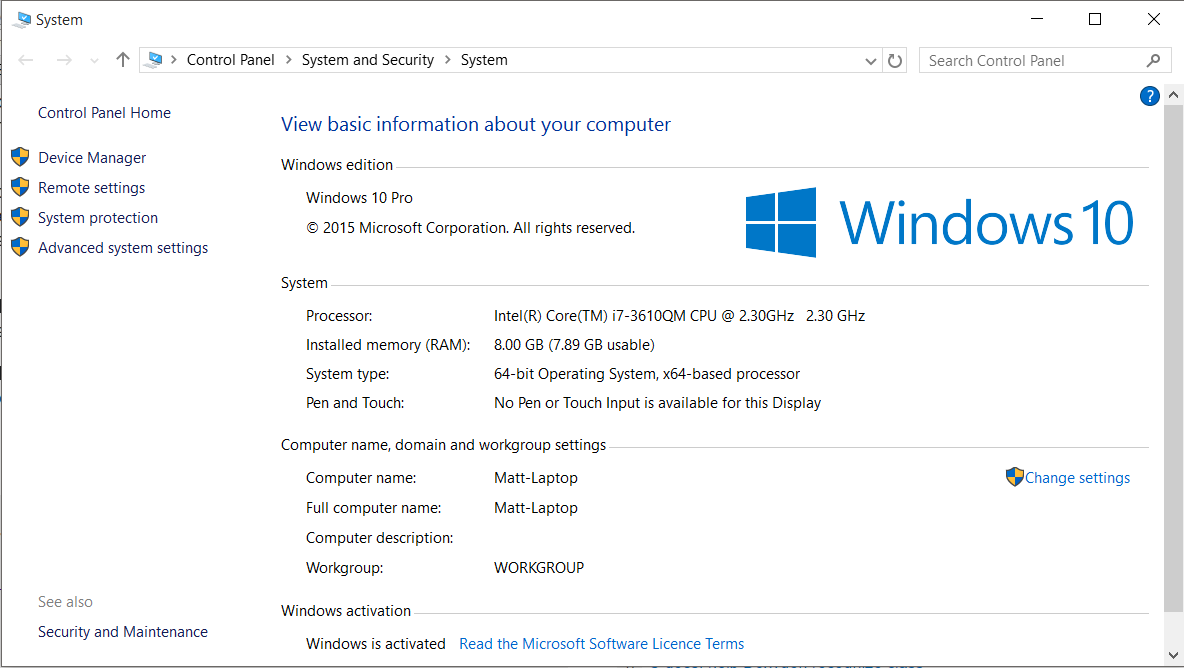 System
Control Panel > System and Security > System
Search Control Panel
?
Control Panel Home
Device Manager
Remote settings
System protection
Advanced system settings
View basic information about your computer
Windows edition
Windows 10 Pro
© 2015 Microsoft Corporation. All rights reserved.
Windows 10
System
Processor: Intel(R) Core(TM) i7-3610QM CPU @ 2.30GHz 2.30 GHz
Installed memory (RAM): 8.00 GB (7.89 GB usable)
System type: 64-bit Operating System, x64-based processor
Pen and Touch: No Pen or Touch Input is available for this Display
Computer name, domain and workgroup settings
Computer name: Matt-Laptop
Change settings
Full computer name: Matt-Laptop
Computer description:
Workgroup: WORKGROUP
Windows activation
Windows is activated Read the Microsoft Software Licence Terms
See also
Security and Maintenance